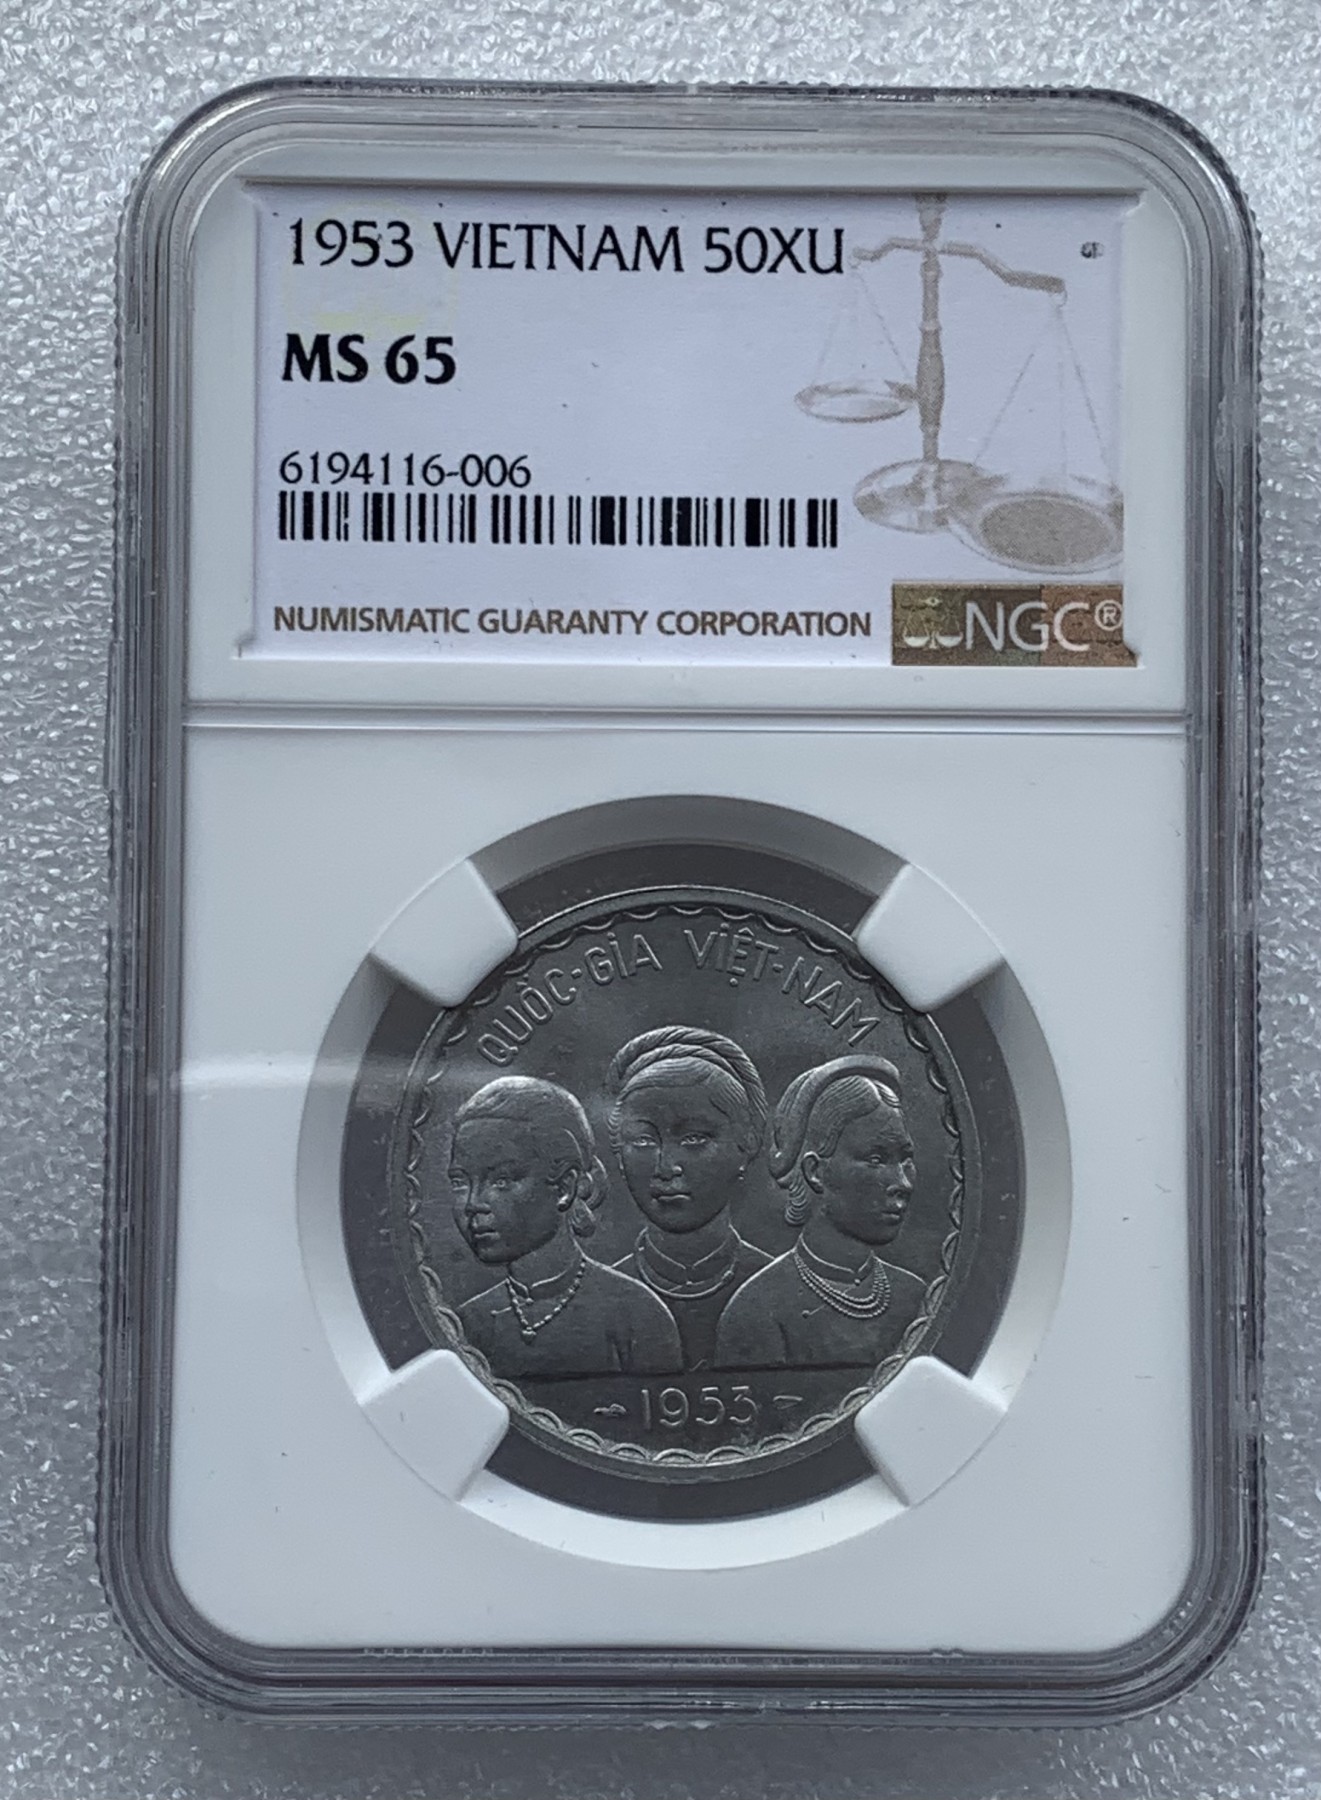 1953 VIETNAM 50XU
MS 65
6194116-006
NUMISMATIC GUARANTY CORPORATION
NGC®
QUỐC-GIA VIỆT-NAM
1953